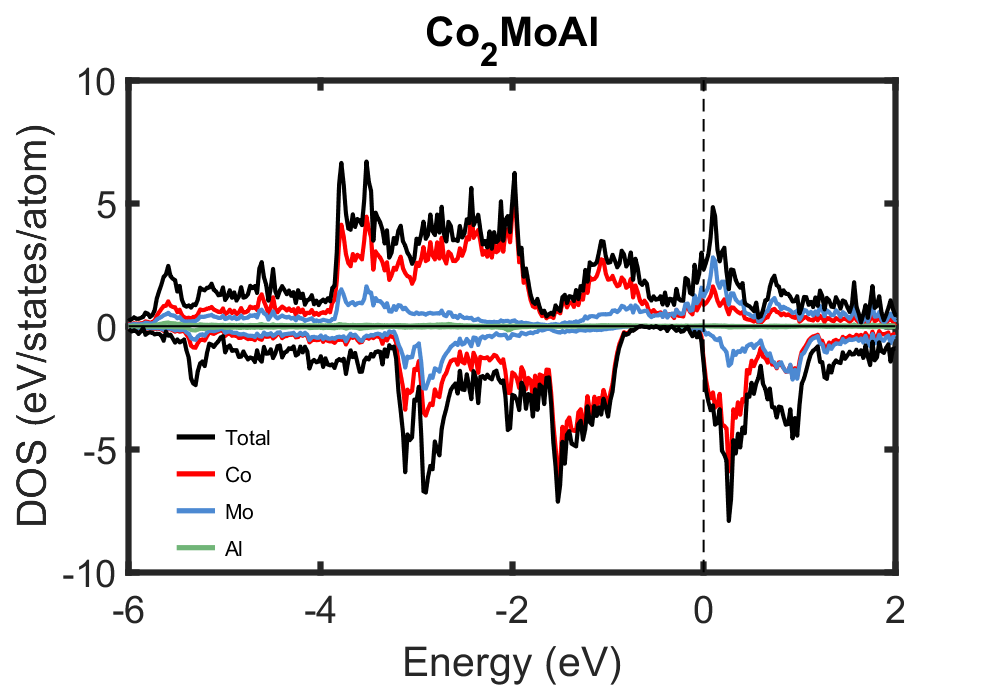 Co₂MoAl
10
5
0
-5
-10
DOS (eV/states/atom)
Total
Co
Mo
Al
-6 -4 -2 0 2
Energy (eV)